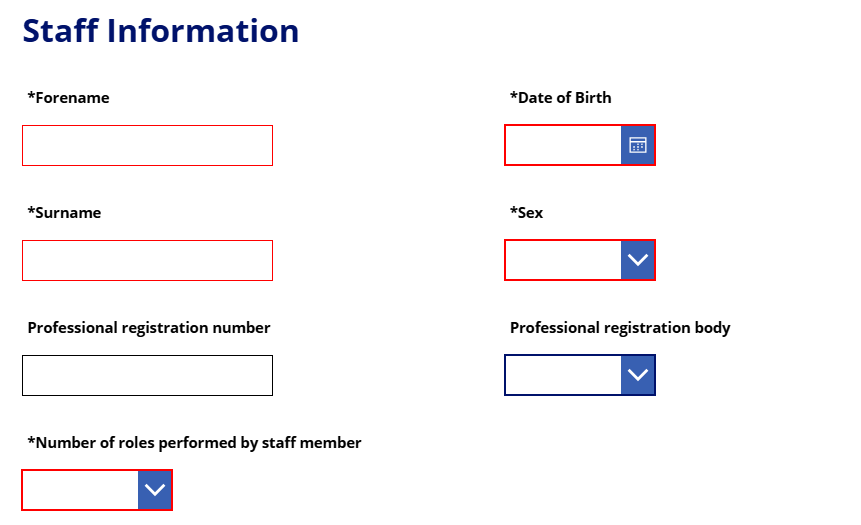 Staff Information
*Forename
*Date of Birth
*Surname
*Sex
Professional registration number
Professional registration body
*Number of roles performed by staff member